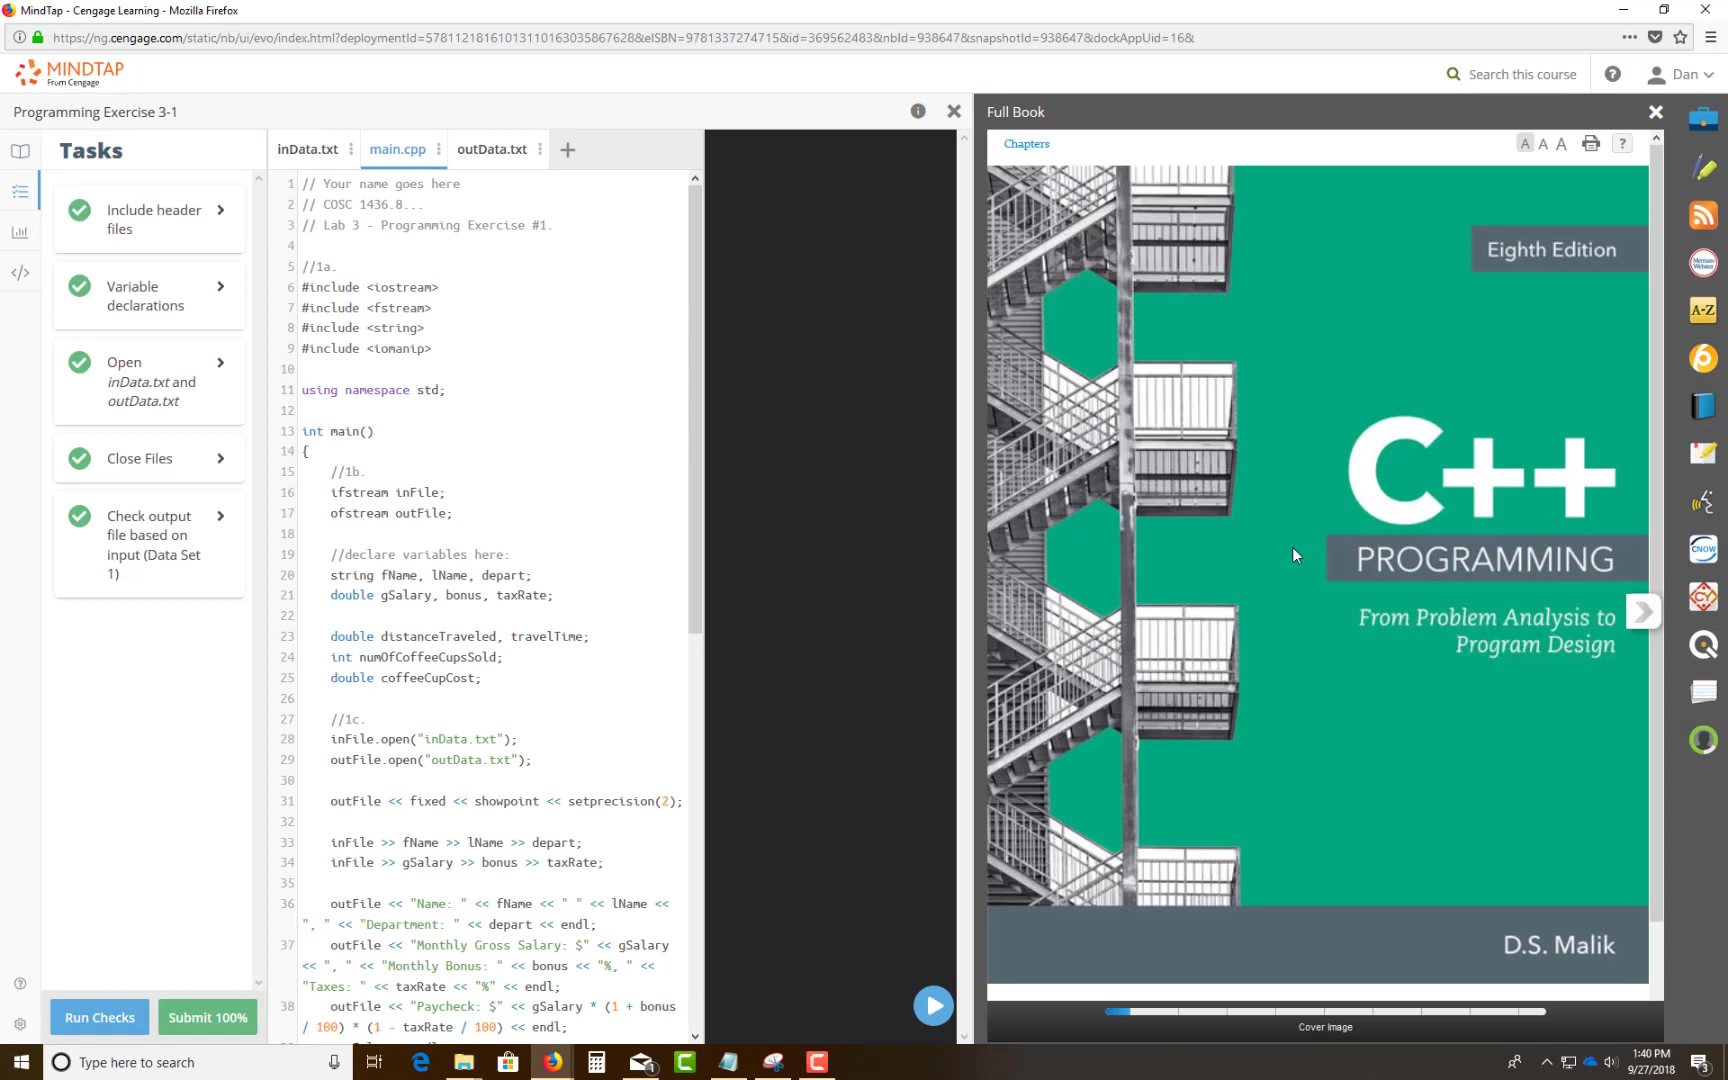 MindTap - Cengage Learning - Mozilla Firefox
https://ng.cengage.com/static/nb/ui/evo/index.html?deploymentId=57811218161013110163035867628&eISBN=9781337274715&id=369562483&nbId=938647&snapshotId=938647&dockAppUid=16&
MINDTAP
From Cengage
Search this course
Dan
Programming Exercise 3-1
Full Book
Tasks
inData.txt
main.cpp
outData.txt
Chapters
A A A
?
Include header
files
Variable
declarations
Open
inData.txt and
outData.txt
Close Files
Check output
file based on
input (Data Set
1)
Run Checks
Submit 100%
1 // Your name goes here
2 // COSC 1436.8...
3 // Lab 3 - Programming Exercise #1.
4
5 //1a.
6 #include <iostream>
7 #include <fstream>
8 #include <string>
9 #include <iomanip>
10
11 using namespace std;
12
13 int main()
14 {
15 //1b.
16 ifstream inFile;
17 ofstream outFile;
18
19 //declare variables here:
20 string fName, lName, depart;
21 double gSalary, bonus, taxRate;
22
23 double distanceTraveled, travelTime;
24 int numOfCoffeeCupsSold;
25 double coffeeCupCost;
26
27 //1c.
28 inFile.open("inData.txt");
29 outFile.open("outData.txt");
30
31 outFile << fixed << showpoint << setprecision(2);
32
33 inFile >> fName >> lName >> depart;
34 inFile >> gSalary >> bonus >> taxRate;
35
36 outFile << "Name: " << fName << " " << lName <<
", " << "Department: " << depart << endl;
37 outFile << "Monthly Gross Salary: $" << gSalary
<< ", " << "Monthly Bonus: " << bonus << "%, " <<
"Taxes: " << taxRate << "%" << endl;
38 outFile << "Paycheck: $" << gSalary * (1 + bonus
/ 100) * (1 - taxRate / 100) << endl;
Eighth Edition
C++
PROGRAMMING
From Problem Analysis to
Program Design
D.S. Malik
Cover Image
A-Z
CNOW
Type here to search
1:40 PM
9/27/2018